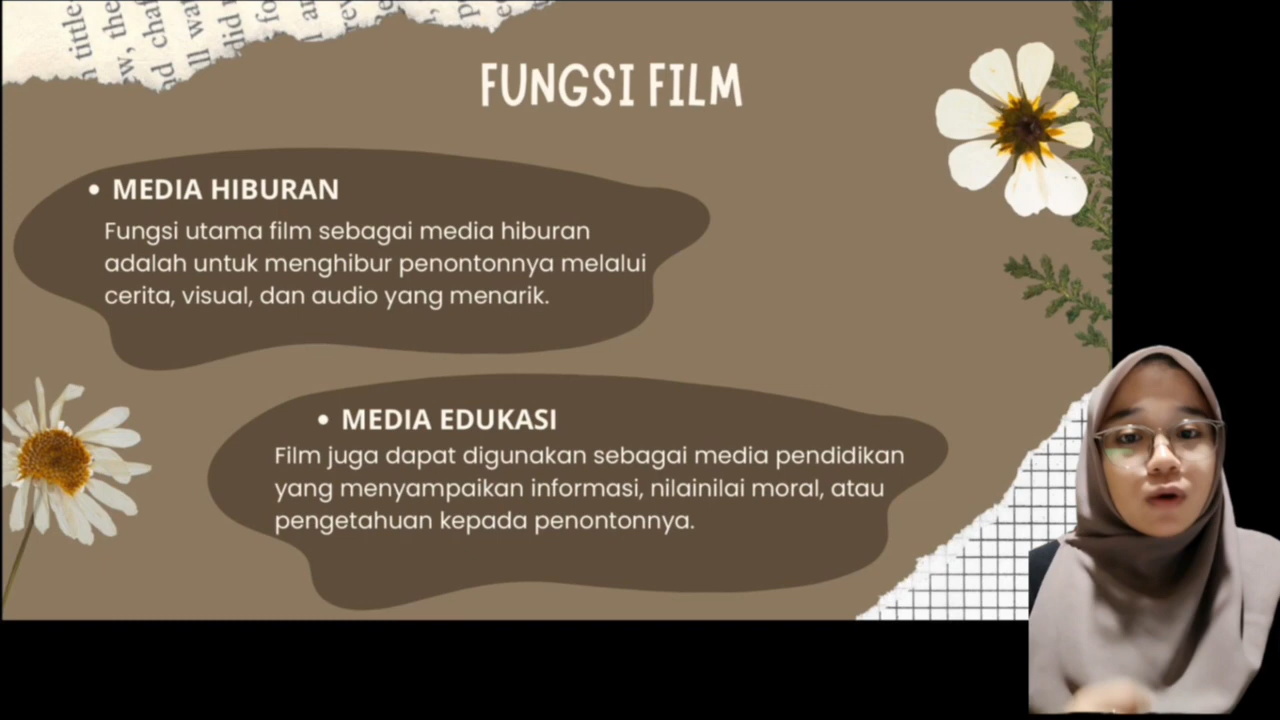 FUNGSI FILM
• MEDIA HIBURAN
Fungsi utama film sebagai media hiburan
adalah untuk menghibur penontonnya melalui
cerita, visual, dan audio yang menarik.
• MEDIA EDUKASI
Film juga dapat digunakan sebagai media pendidikan
yang menyampaikan informasi, nilainilai moral, atau
pengetahuan kepada penontonnya.